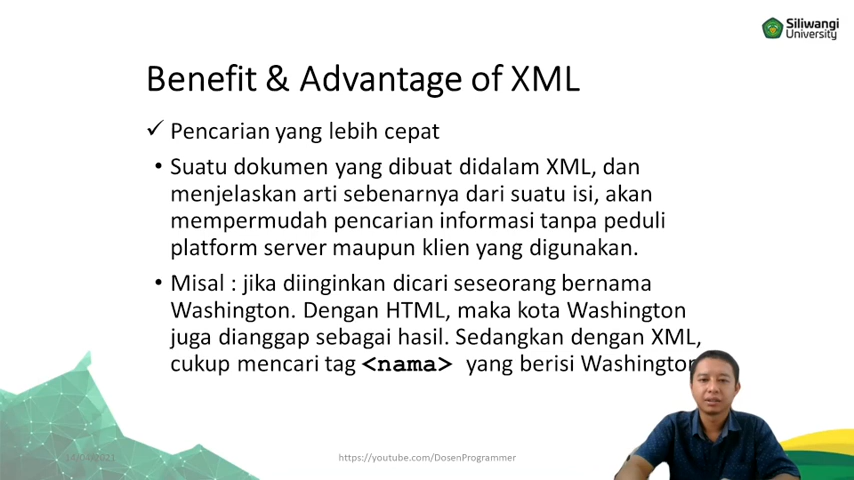 Siliwangi
University
Benefit & Advantage of XML
✓ Pencarian yang lebih cepat
• Suatu dokumen yang dibuat didalam XML, dan
menjelaskan arti sebenarnya dari suatu isi, akan
mempermudah pencarian informasi tanpa peduli
platform server maupun klien yang digunakan.
• Misal : jika diinginkan dicari seseorang bernama
Washington. Dengan HTML, maka kota Washington
juga dianggap sebagai hasil. Sedangkan dengan XML,
cukup mencari tag <nama> yang berisi Washington
https://youtube.com/DosenProgrammer